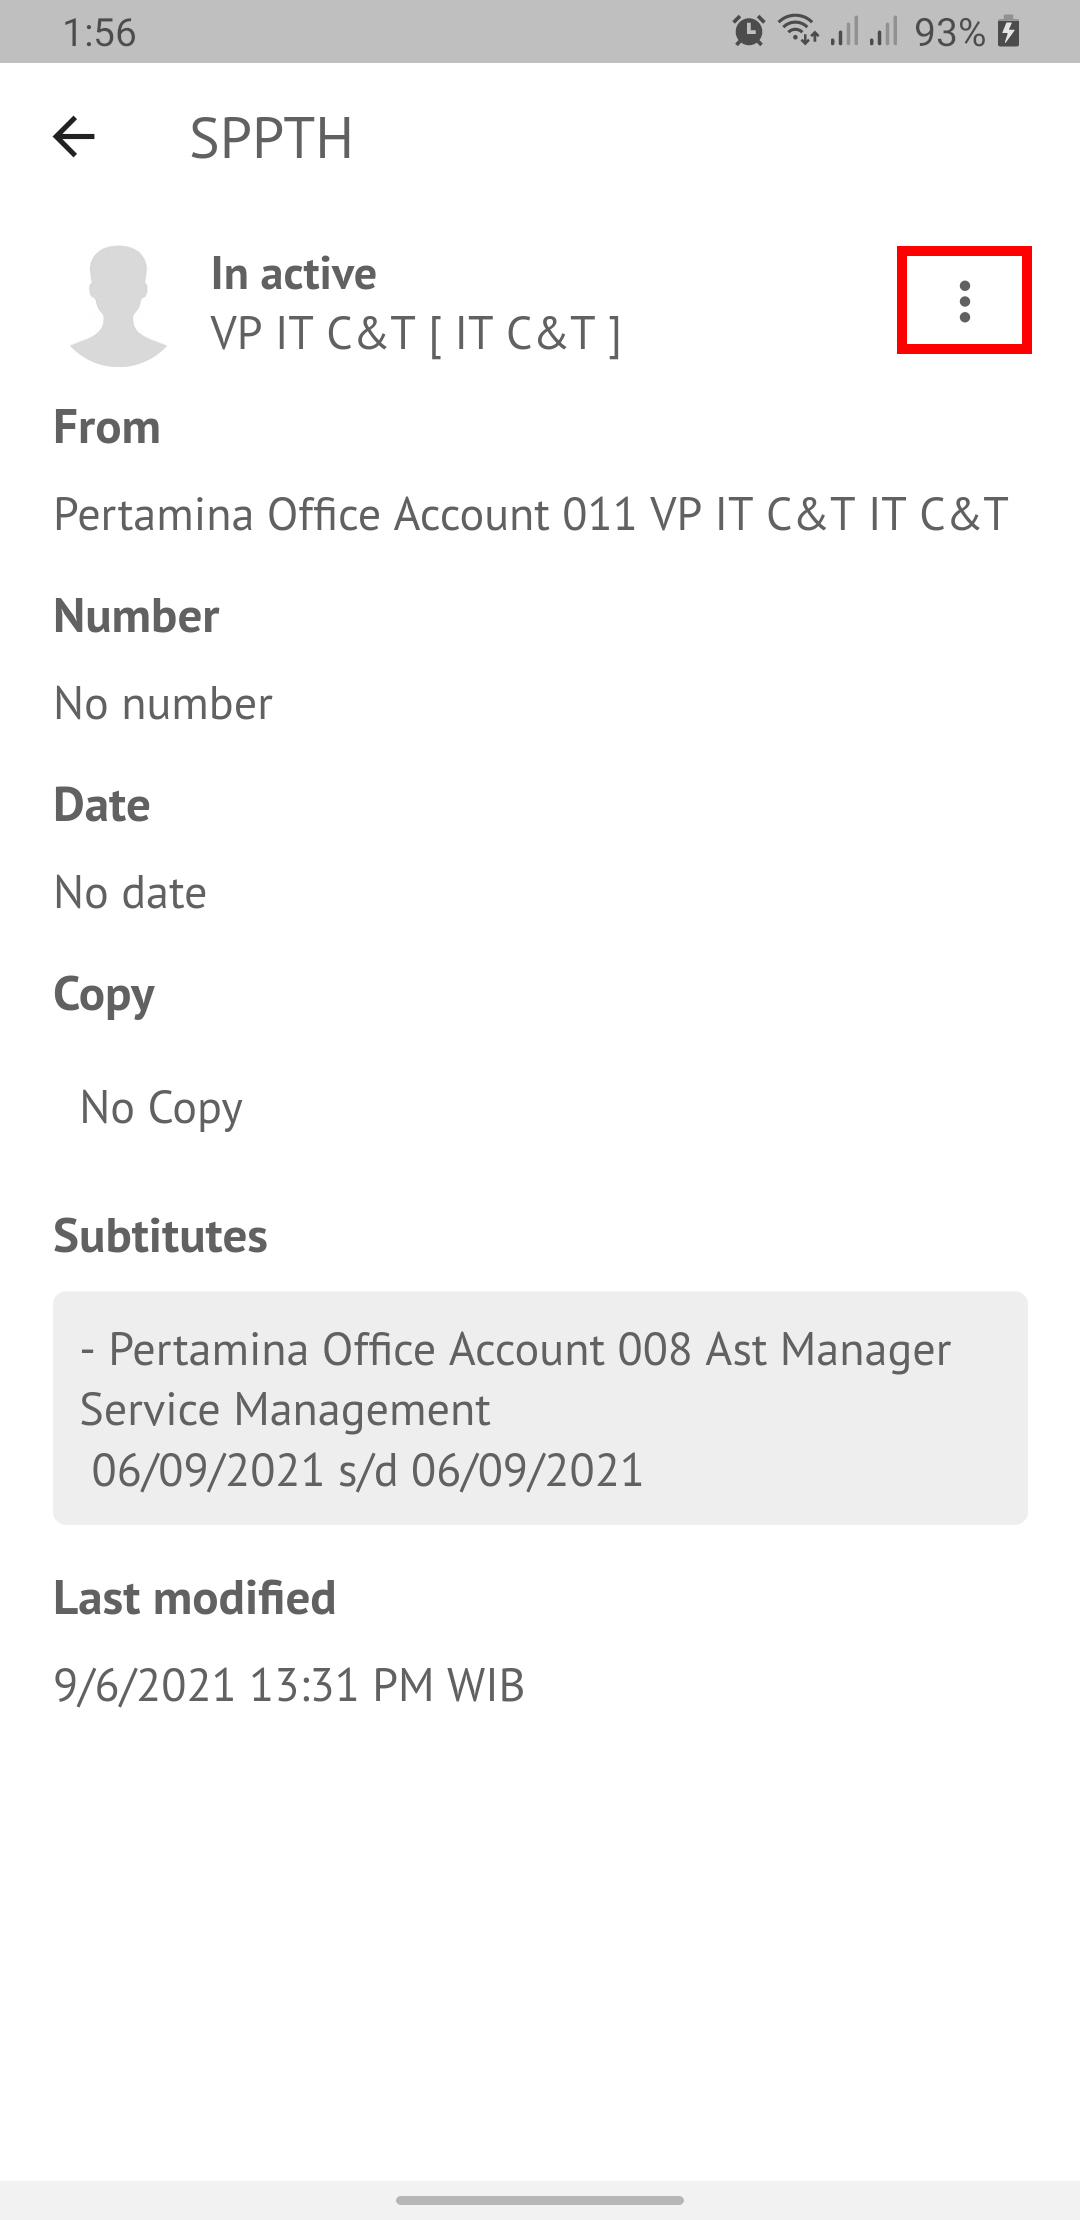 1:56
93%
SPPTH
In active
VP IT C&T [ IT C&T ]
From
Pertamina Office Account 011 VP IT C&T IT C&T
Number
No number
Date
No date
Copy
No Copy
Subtitutes
- Pertamina Office Account 008 Ast Manager
Service Management
06/09/2021 s/d 06/09/2021
Last modified
9/6/2021 13:31 PM WIB